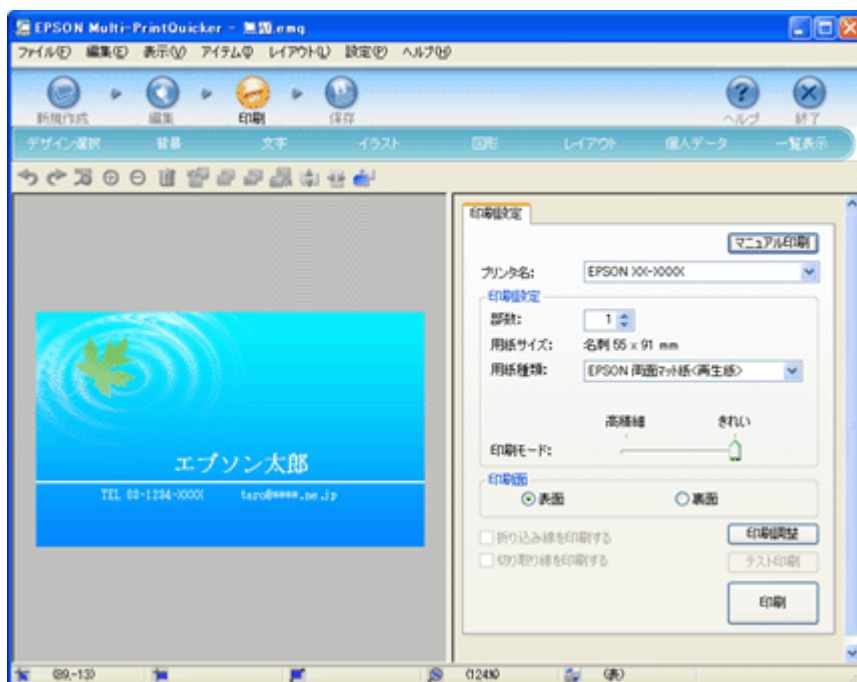 EPSON Multi-PrintQuicker - 無題.emq
ファイル(F) 編集(E) 表示(V) アイテム(I) レイアウト(L) 設定(P) ヘルプ(H)
新規作成 編集 印刷 保存 ヘルプ 終了
デザイン選択 背景 文字 イラスト 図形 レイアウト 個人データ 一覧表示
印刷設定
マニュアル印刷
プリンタ名: EPSON XX-XXXX
印刷設定
部数: 1
用紙サイズ: 名刺 55 x 91 mm
用紙種類: EPSON 両面マット紙<再生紙>
高精細 きれい
印刷モード:
印刷面
表面 裏面
折り込み線を印刷する 印刷調整
切り取り線を印刷する テスト印刷
印刷
エプソン太郎
TEL 03-1234-XXXX taro@****.ne.jp
(89,-13) (124%) (表)